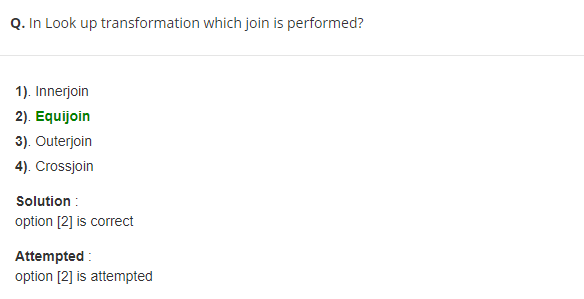 Q. In Look up transformation which join is performed?
1). Innerjoin
2). Equijoin
3). Outerjoin
4). Crossjoin
Solution :
option [2] is correct
Attempted :
option [2] is attempted